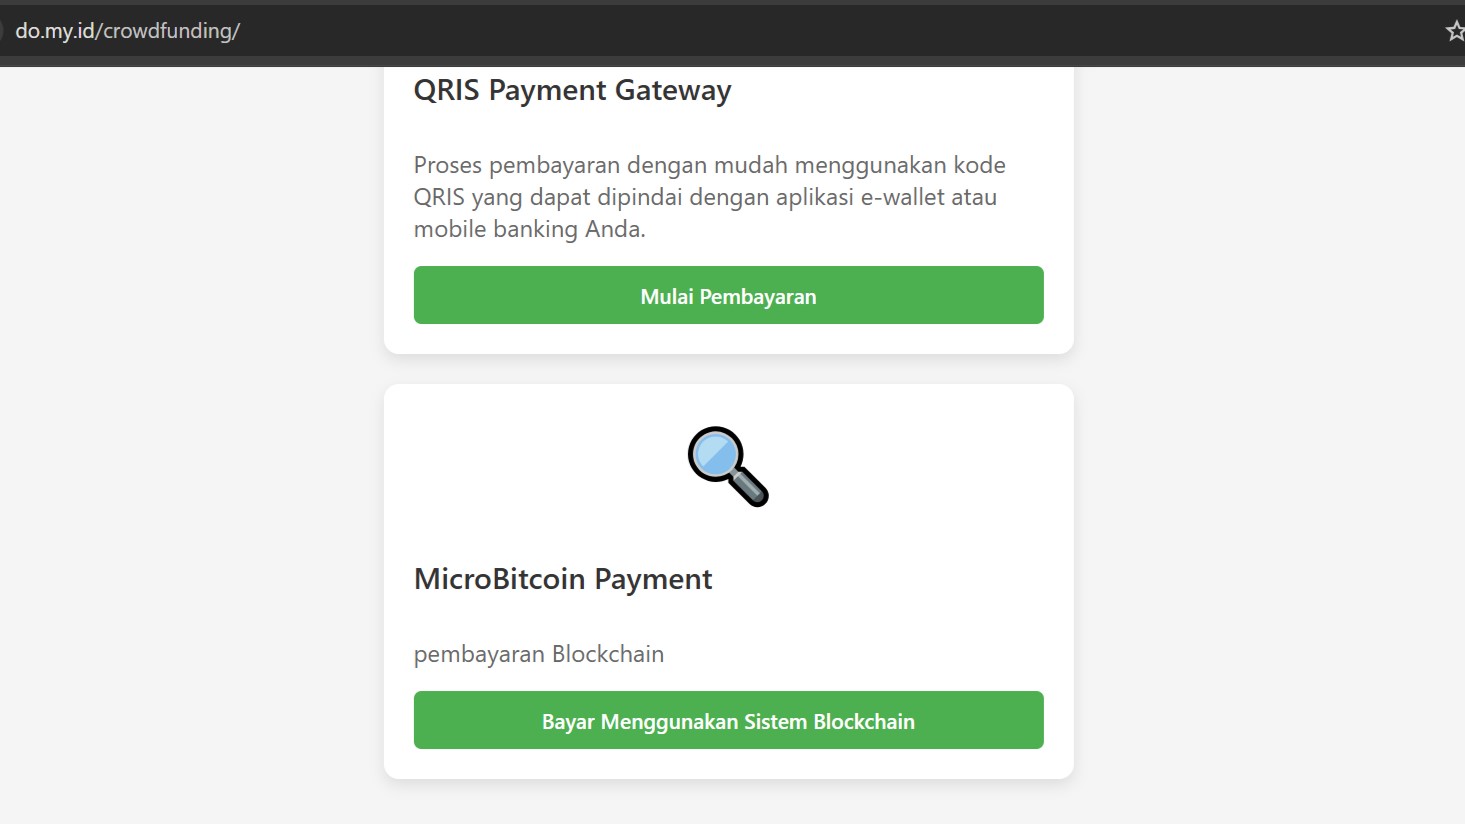 do.my.id/crowdfunding/
QRIS Payment Gateway
Proses pembayaran dengan mudah menggunakan kode
QRIS yang dapat dipindai dengan aplikasi e-wallet atau
mobile banking Anda.
Mulai Pembayaran
MicroBitcoin Payment
pembayaran Blockchain
Bayar Menggunakan Sistem Blockchain